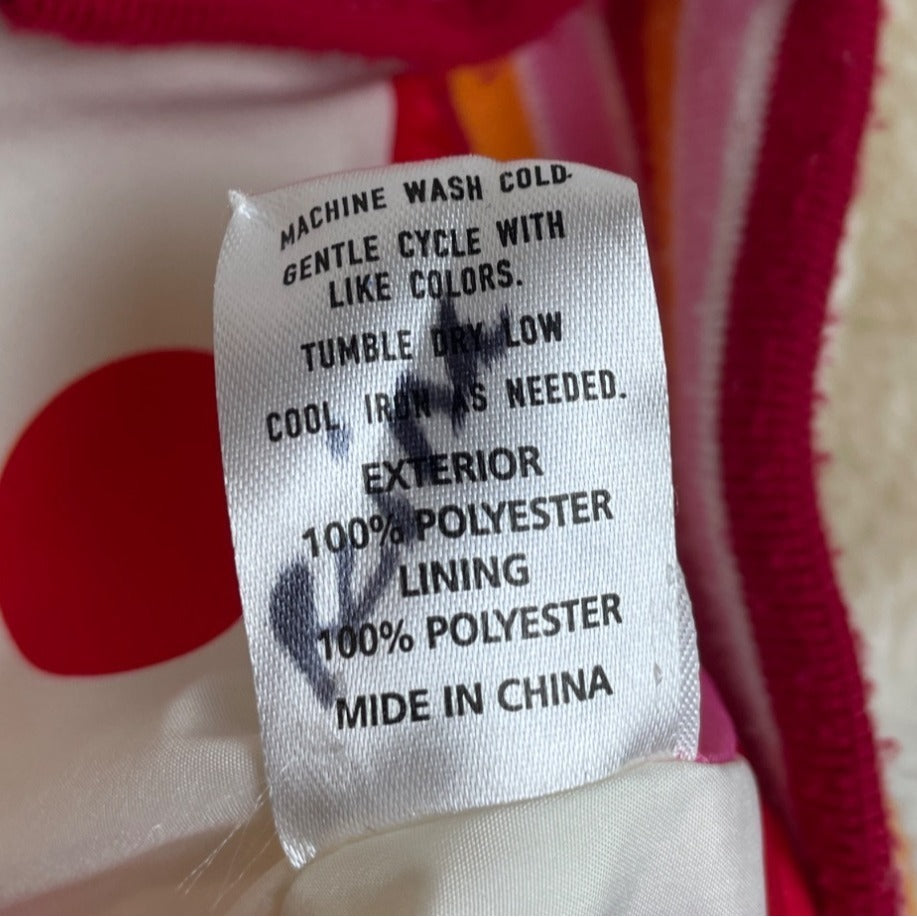 MACHINE WASH COLD
GENTLE CYCLE WITH
LIKE COLORS.
TUMBLE DRY LOW
COOL IRON AS NEEDED.
EXTERIOR
100% POLYESTER
LINING
100% POLYESTER
MIDE IN CHINA